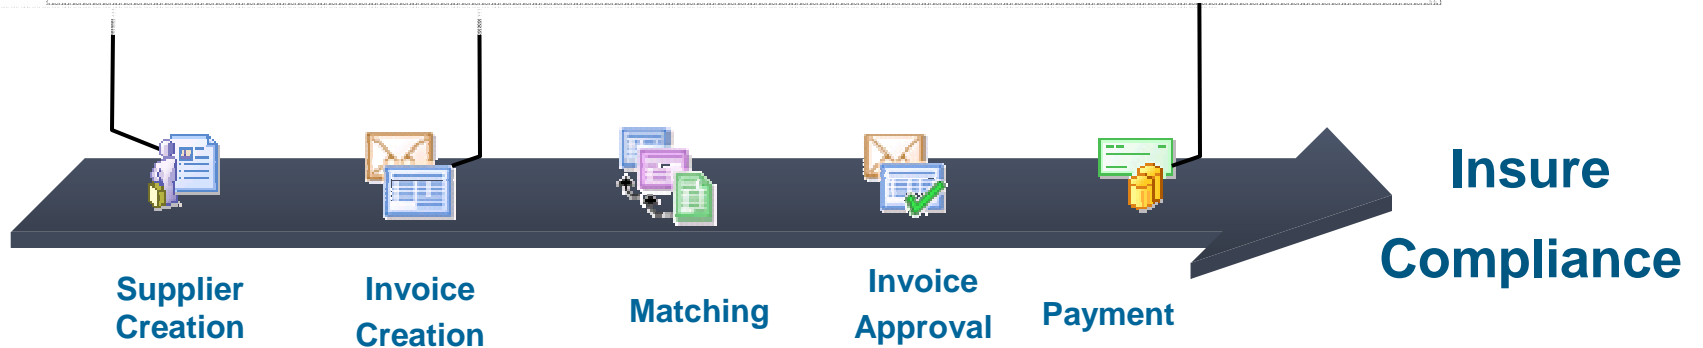 Supplier
Creation
Invoice
Creation
Matching
Invoice
Approval
Payment
Insure
Compliance